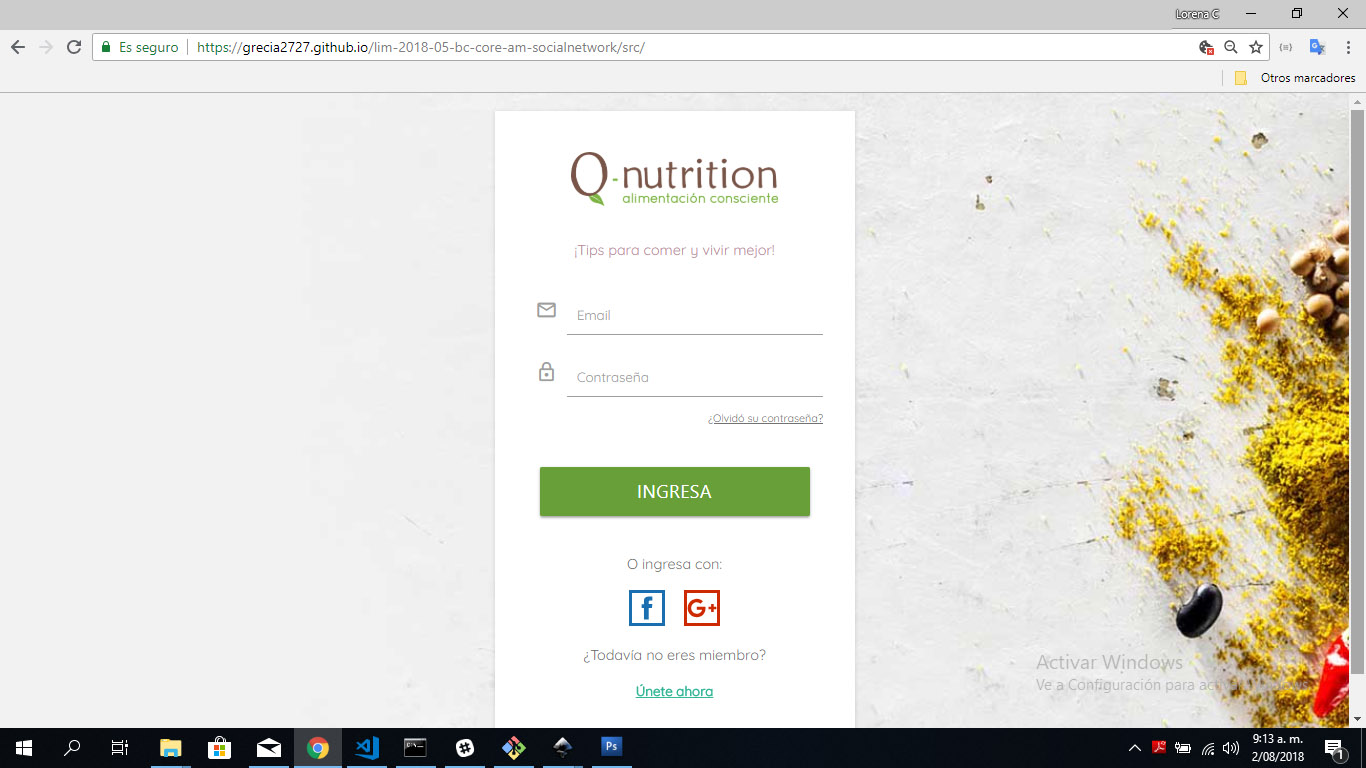 Lorena C
Es seguro
https://grecia2727.github.io/lim-2018-05-bc-core-am-socialnetwork/src/
Otros marcadores
Q-nutrition
alimentación consciente
¡Tips para comer y vivir mejor!
Email
Contraseña
¿Olvidó su contraseña?
INGRESA
O ingresa con:
f
G+
¿Todavía no eres miembro?
Únete ahora
Activar Windows
Ve a Configuración para
Ps
9:13 a. m.
2/08/2018
1